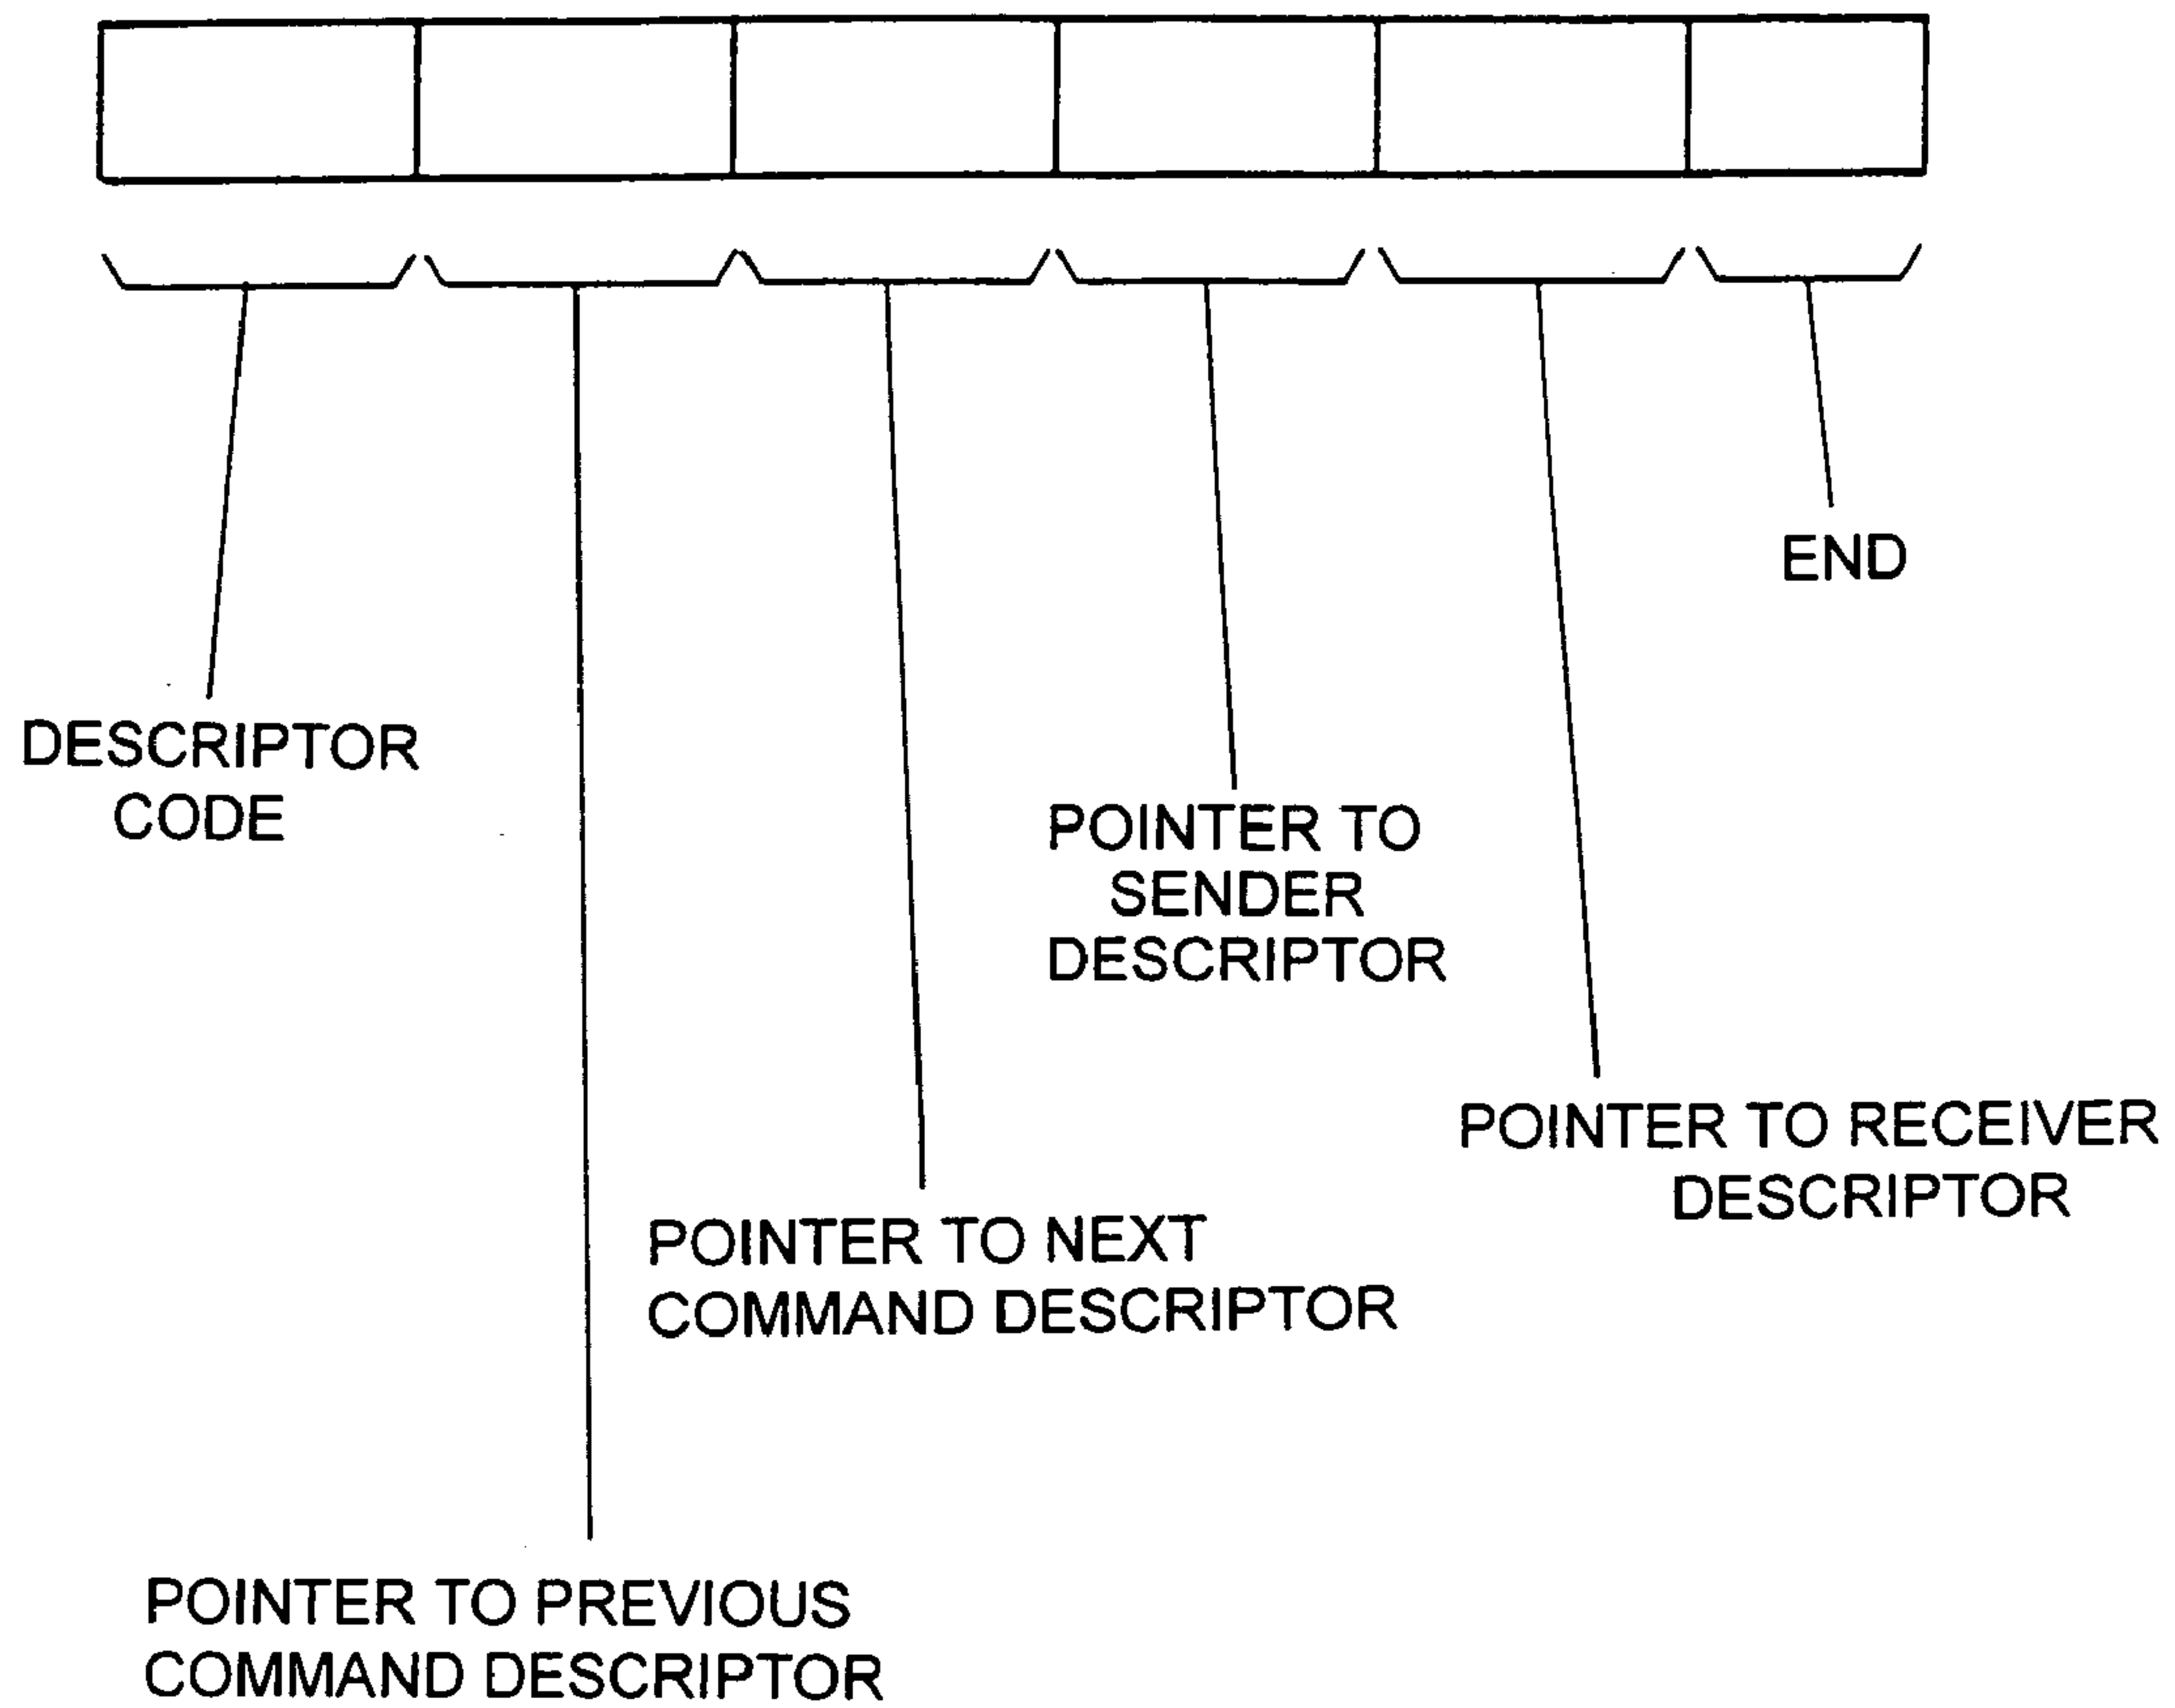 END
DESCRIPTOR
CODE
POINTER TO
SENDER
DESCRIPTOR
POINTER TO RECEIVER
DESCRIPTOR
POINTER TO NEXT
COMMAND DESCRIPTOR
POINTER TO PREVIOUS
COMMAND DESCRIPTOR